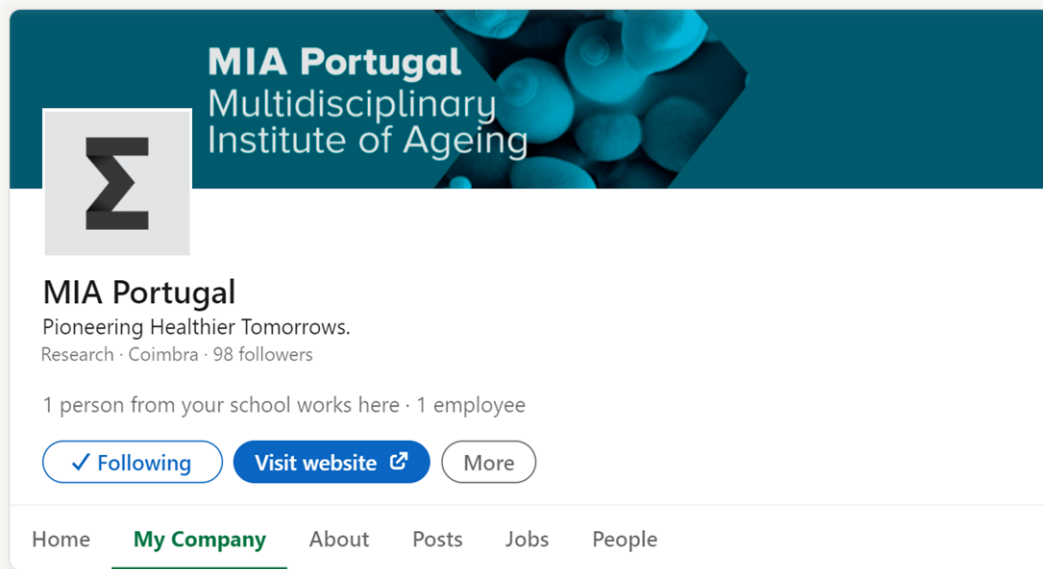 MIA Portugal
Multidisciplinary
Institute of Ageing
Σ
MIA Portugal
Pioneering Healthier Tomorrows.
Research · Coimbra · 98 followers
1 person from your school works here · 1 employee
✓ Following Visit website More
Home My Company About Posts Jobs People